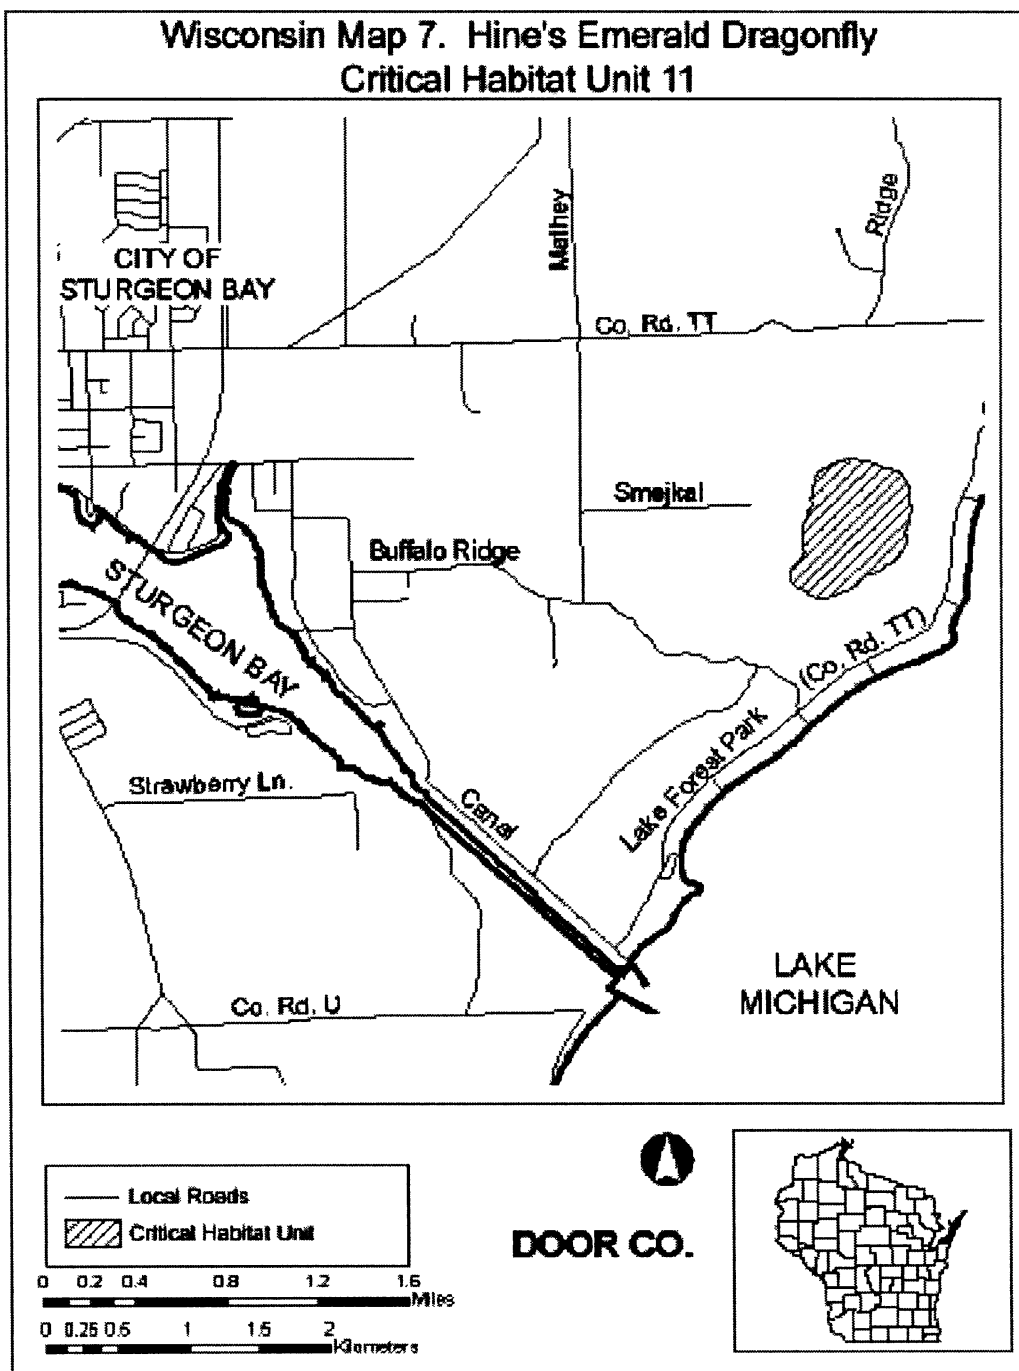 Wisconsin Map 7. Hine's Emerald Dragonfly
Critical Habitat Unit 11
CITY OF
STURGEON BAY
Mathey
Ridge
Co. Rd. TT
Smejkal
Buffalo Ridge
STURGEON BAY
(Co. Rd. TT)
Lake Forest Park
Strawberry Ln.
Canal
LAKE
MICHIGAN
Co. Rd. U
Local Roads
Critical Habitat Unit
DOOR CO.
0 0.2 0.4 0.8 1.2 1.6
Miles
0 0.25 0.5 1 1.5 2
Kilometers